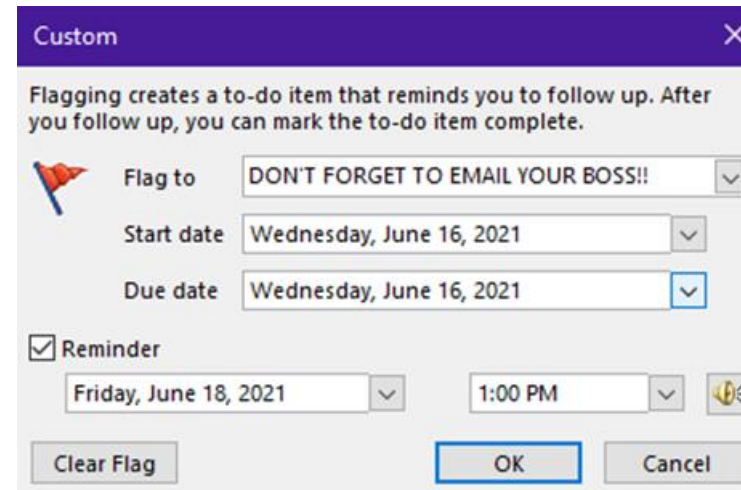 Custom
Flagging creates a to-do item that reminds you to follow up. After
you follow up, you can mark the to-do item complete.
Flag to DON'T FORGET TO EMAIL YOUR BOSS!!
Start date Wednesday, June 16, 2021
Due date Wednesday, June 16, 2021
Reminder
Friday, June 18, 2021 1:00 PM
Clear Flag OK Cancel